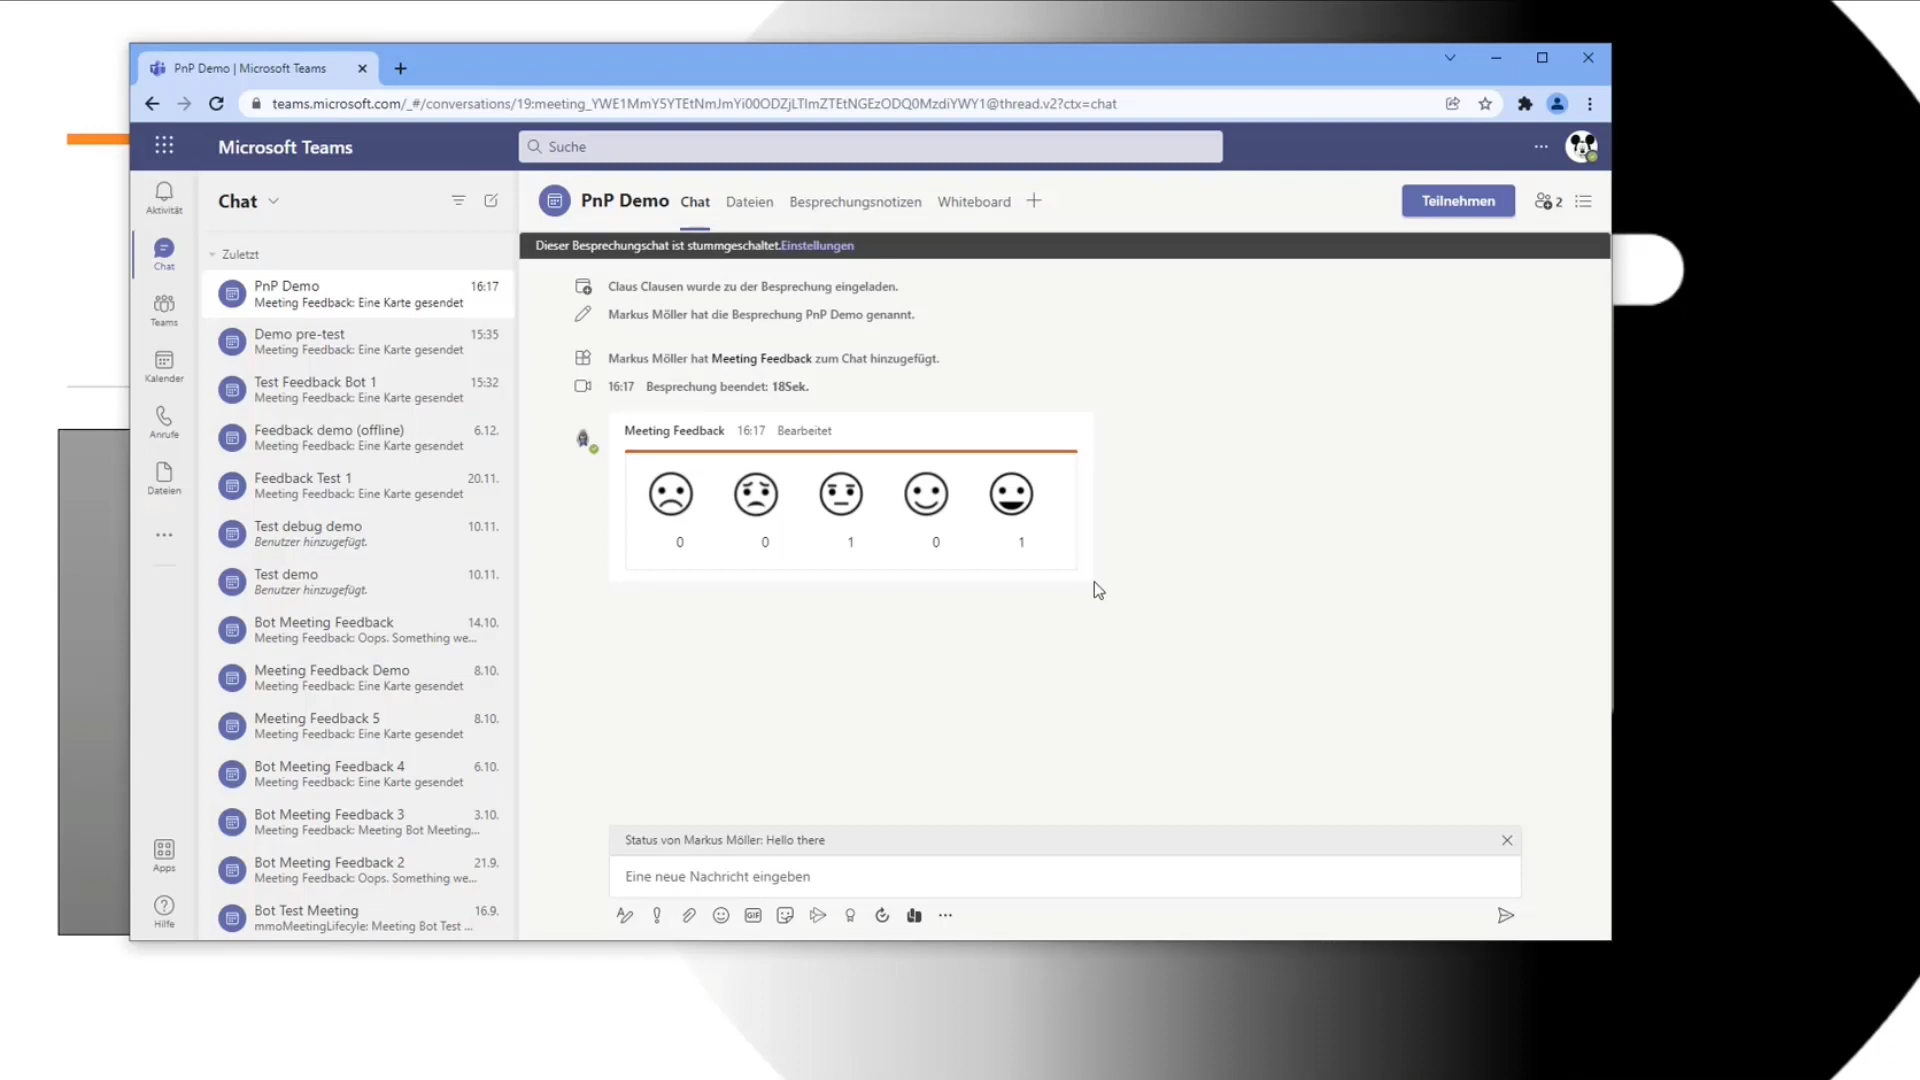 PnP Demo | Microsoft Teams
teams.microsoft.com/_#/conversations/19:meeting_YWE1MmY5YTEtNmJmYi00ODZjLTlmZTEtNGEzODQ0MzdiYWY1@thread.v2?ctx=chat
Microsoft Teams
Suche
Aktivität
Chat
Teams
Kalender
Anrufe
Dateien
Apps
Hilfe
Chat
Zuletzt
PnP Demo 16:17
Meeting Feedback: Eine Karte gesendet
Demo pre-test 15:35
Meeting Feedback: Eine Karte gesendet
Test Feedback Bot 1 15:32
Meeting Feedback: Eine Karte gesendet
Feedback demo (offline) 6.12.
Meeting Feedback: Eine Karte gesendet
Feedback Test 1 20.11.
Meeting Feedback: Eine Karte gesendet
Test debug demo 10.11.
Benutzer hinzugefügt.
Test demo 10.11.
Benutzer hinzugefügt.
Bot Meeting Feedback 14.10.
Meeting Feedback: Oops. Something we...
Meeting Feedback Demo 8.10.
Meeting Feedback: Eine Karte gesendet
Meeting Feedback 5 8.10.
Meeting Feedback: Eine Karte gesendet
Bot Meeting Feedback 4 6.10.
Meeting Feedback: Eine Karte gesendet
Bot Meeting Feedback 3 3.10.
Meeting Feedback: Meeting Bot Meeting...
Bot Meeting Feedback 2 21.9.
Meeting Feedback: Oops. Something we...
Bot Test Meeting 16.9.
mmoMeetingLifecyle: Meeting Bot Test ...
PnP Demo Chat Dateien Besprechungsnotizen Whiteboard
Teilnehmen 2
Dieser Besprechungschat ist stummgeschaltet.Einstellungen
Claus Clausen wurde zu der Besprechung eingeladen.
Markus Möller hat die Besprechung PnP Demo genannt.
Markus Möller hat Meeting Feedback zum Chat hinzugefügt.
16:17 Besprechung beendet: 18Sek.
Meeting Feedback 16:17 Bearbeitet
0 0 1 0 1
Status von Markus Möller: Hello there
Eine neue Nachricht eingeben
GIF